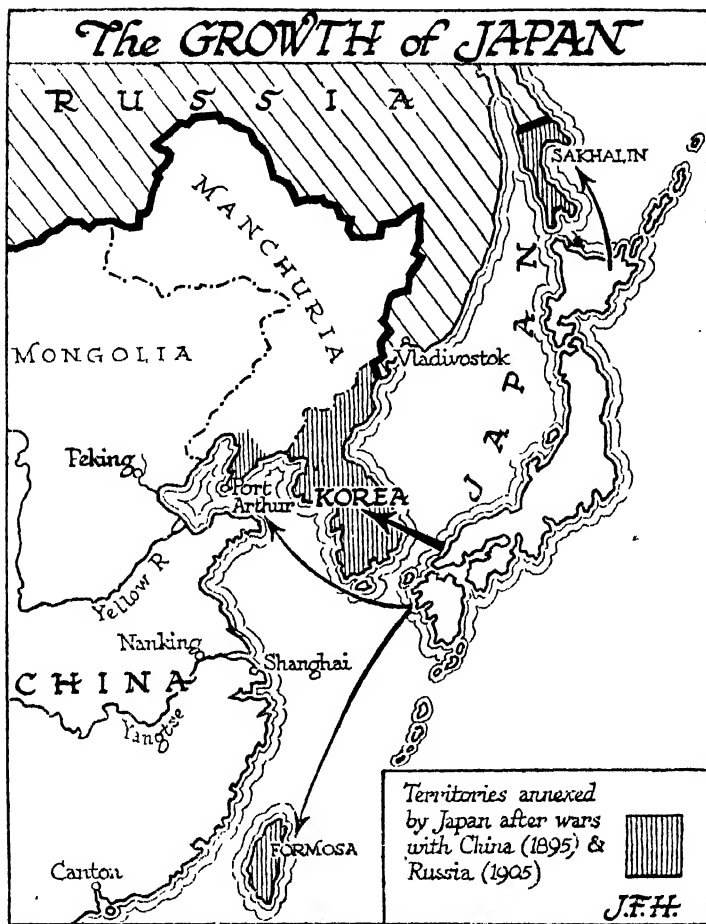 The GROWTH of JAPAN
RUSSIA
SAKHALIN
MANCHURIA
JAPAN
MONGOLIA
Vladivostok
Peking
Port
Arthur
KOREA
Yellow R
Nanking
Shanghai
CHINA
Yangtse
FORMOSA
Canton
Territories annexed
by Japan after wars
with China (1895) &
Russia (1905)
J.F.H.